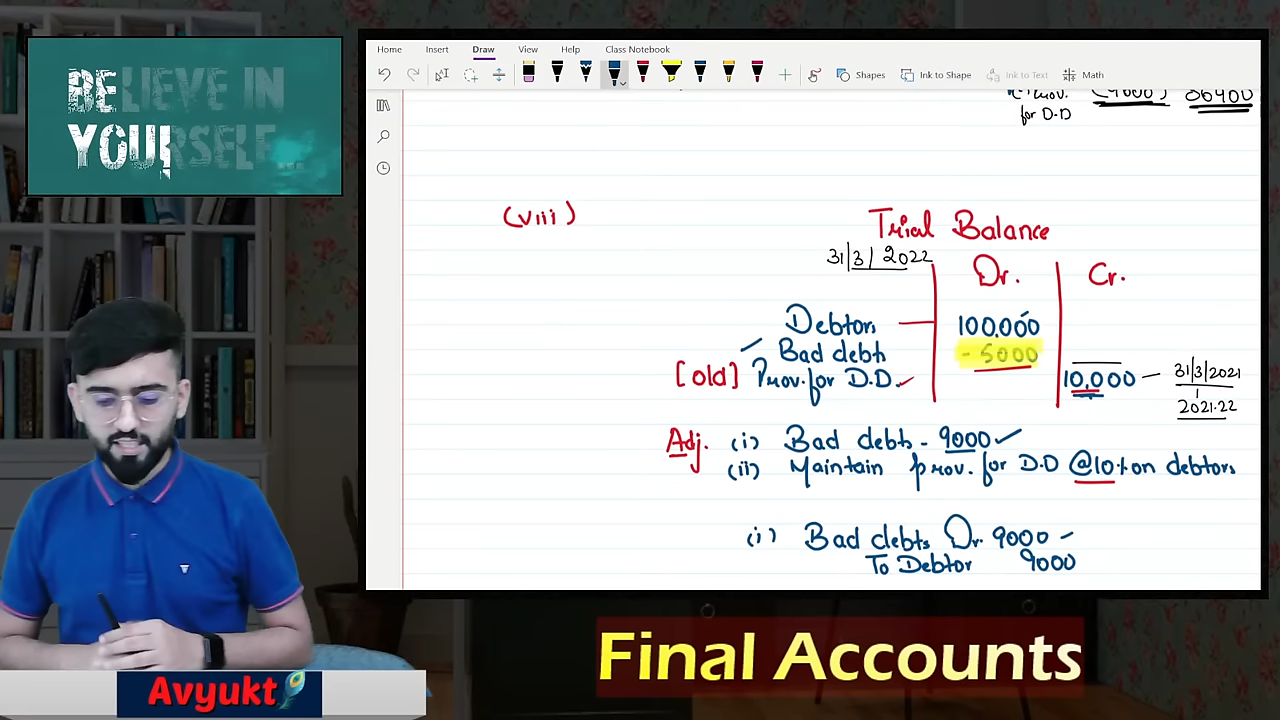 BELIEVE IN
YOURSELF...
Home Insert Draw View Help Class Notebook
Shapes Ink to Shape Ink to Text Math
for D.D
(viii)
Trial Balance
31/3/2022
Dr. Cr.
Debtors 100,000
Bad debt - 5000
[old] Prov. for D.D. 10,000 - 31/3/2021
2021-22
Adj. (i) Bad debts - 9000
(ii) Maintain prov. for D.D @10% on debtors
(i) Bad debts Dr 9000 -
To Debtor 9000
Final Accounts
Avyukt